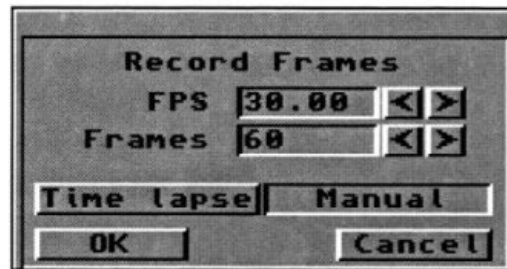 Record Frames
FPS 30.00 < >
Frames 60 < >
Time lapse Manual
OK Cancel